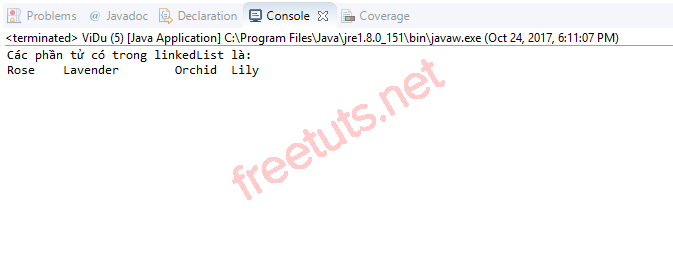 Problems @ Javadoc Declaration Console Coverage
<terminated> ViDu (5) [Java Application] C:\Program Files\Java\jre1.8.0_151\bin\javaw.exe (Oct 24, 2017, 6:11:07 PM)
Các phần tử có trong linkedList là:
Rose Lavender Orchid Lily
freetuts.net